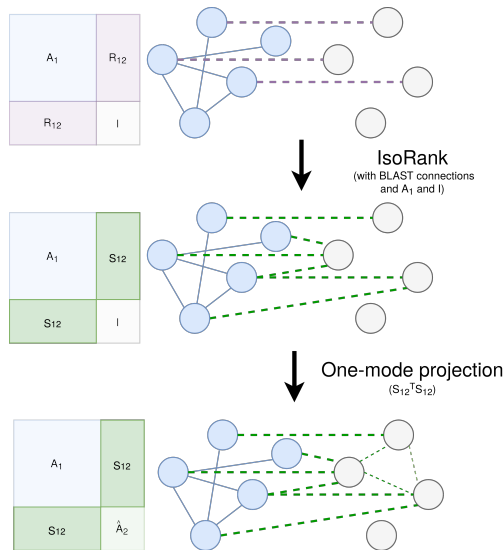 A₁
R₁₂
R₁₂
I
IsoRank
(with BLAST connections
and A₁ and I)
A₁
S₁₂
S₁₂
I
One-mode projection
(S₁₂ᵀS₁₂)
A₁
S₁₂
S₁₂
Â₂